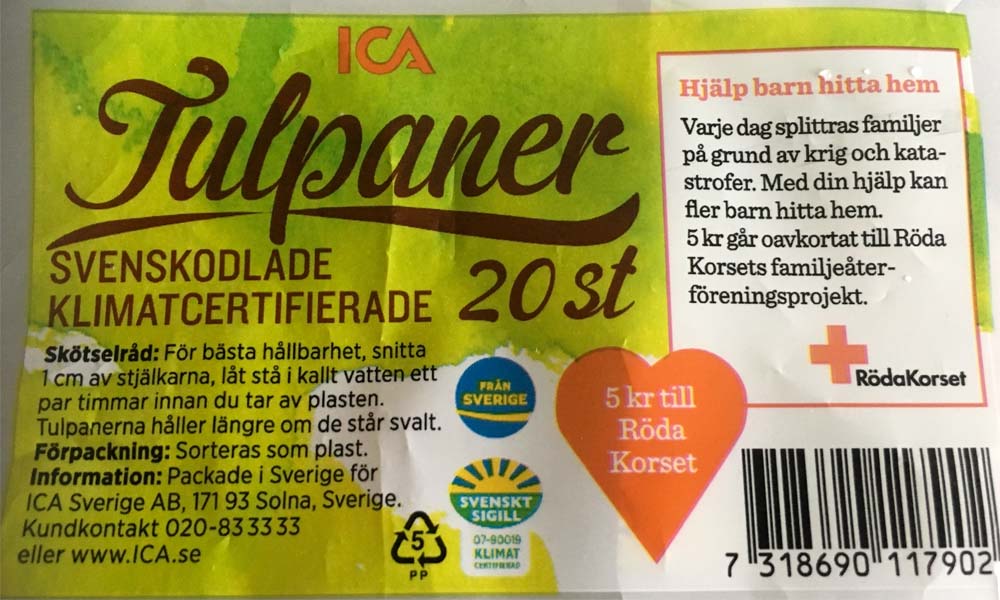 ICA
Tulpaner
SVENSKODLADE
KLIMATCERTIFIERADE
20 st
Skötselråd: För bästa hållbarhet, snitta
1 cm av stjälkarna, låt stå i kallt vatten ett
par timmar innan du tar av plasten.
Tulpanerna håller längre om de står svalt.
Förpackning: Sorteras som plast.
Information: Packade i Sverige för
ICA Sverige AB, 171 93 Solna, Sverige.
Kundkontakt 020-83 33 33
eller www.ICA.se
5
PP
FRÅN
SVERIGE
SVENSKT
SIGILL
07-90019
KLIMAT
CERTIFIERAD
5 kr till
Röda
Korset
Hjälp barn hitta hem
Varje dag splittras familjer
på grund av krig och kata-
strofer. Med din hjälp kan
fler barn hitta hem.
5 kr går oavkortat till Röda
Korsets familjeåter-
föreningsprojekt.
RödaKorset
7 318690 117902